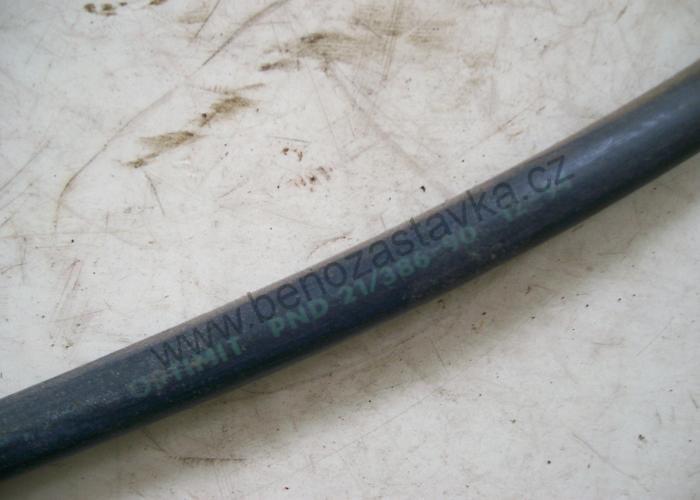 www.benozastavka.cz
OPTIMIT PND 21/386-90